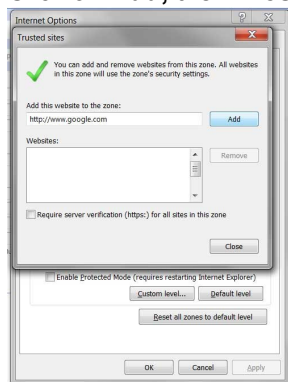 Internet Options
Trusted sites
You can add and remove websites from this zone. All websites
in this zone will use the zone's security settings.
Add this website to the zone:
http://www.google.com
Add
Websites:
Remove
Require server verification (https:) for all sites in this zone
Close
Enable Protected Mode (requires restarting Internet Explorer)
Custom level...
Default level
Reset all zones to default level
OK
Cancel
Apply